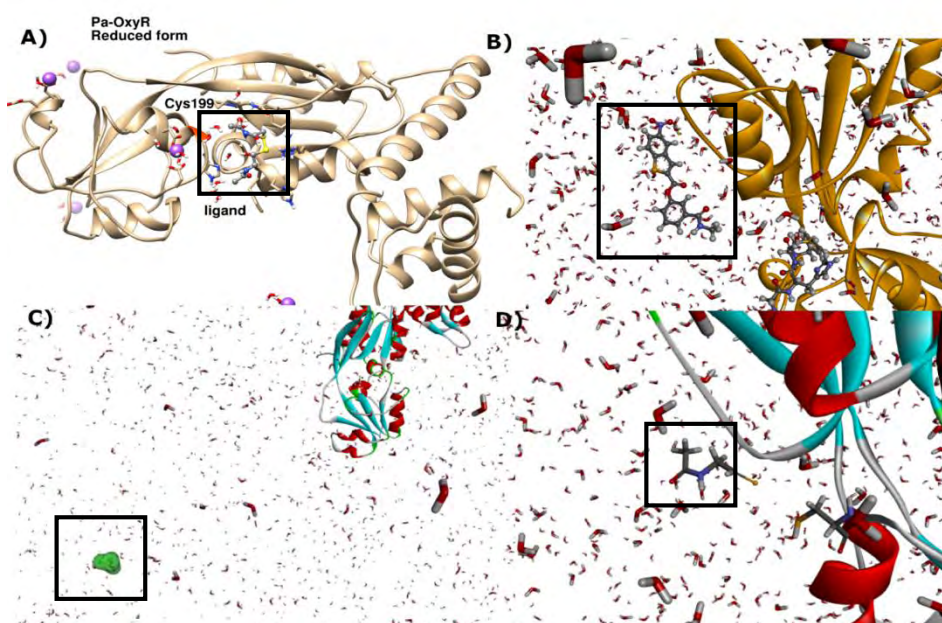 Pa-OxyR
Reduced form
A)
B)
Cys199
ligand
C)
D)